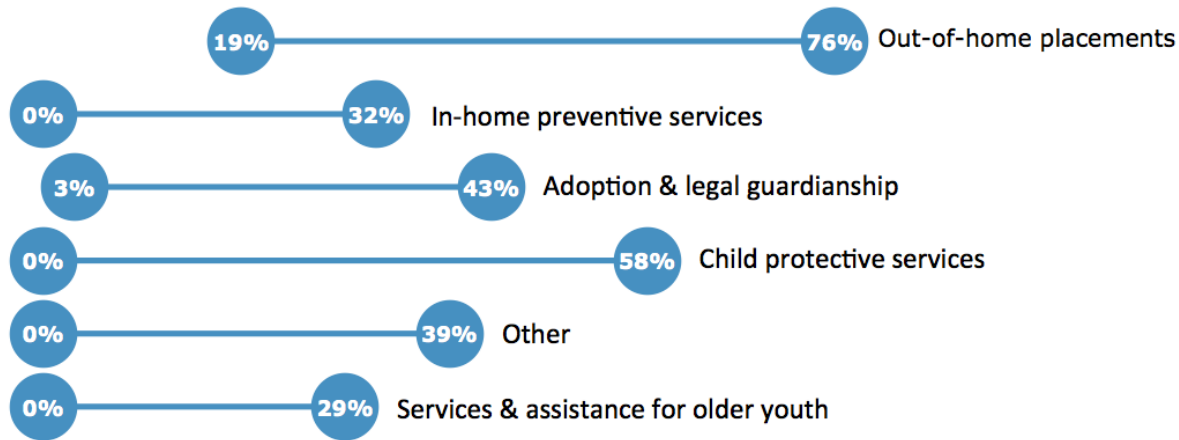 19% 76% Out-of-home placements
0% 32% In-home preventive services
3% 43% Adoption & legal guardianship
0% 58% Child protective services
0% 39% Other
0% 29% Services & assistance for older youth